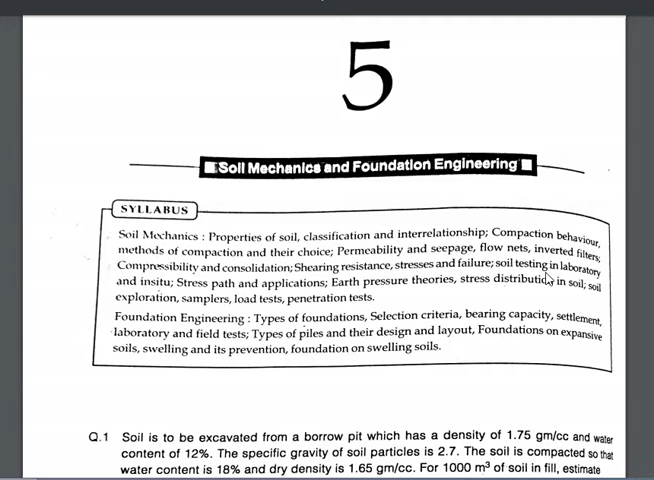 5
Soil Mechanics and Foundation Engineering
SYLLABUS
Soil Mechanics : Properties of soil, classification and interrelationship; Compaction behaviour,
methods of compaction and their choice; Permeability and seepage, flow nets, inverted filters;
Compressibility and consolidation; Shearing resistance, stresses and failure; soil testing in laboratory
and insitu; Stress path and applications; Earth pressure theories, stress distribution in soil; soil
exploration, samplers, load tests, penetration tests.
Foundation Engineering : Types of foundations, Selection criteria, bearing capacity, settlement,
laboratory and field tests; Types of piles and their design and layout, Foundations on expansive
soils, swelling and its prevention, foundation on swelling soils.
Q.1 Soil is to be excavated from a borrow pit which has a density of 1.75 gm/cc and water
content of 12%. The specific gravity of soil particles is 2.7. The soil is compacted so that
water content is 18% and dry density is 1.65 gm/cc. For 1000 m³ of soil in fill, estimate